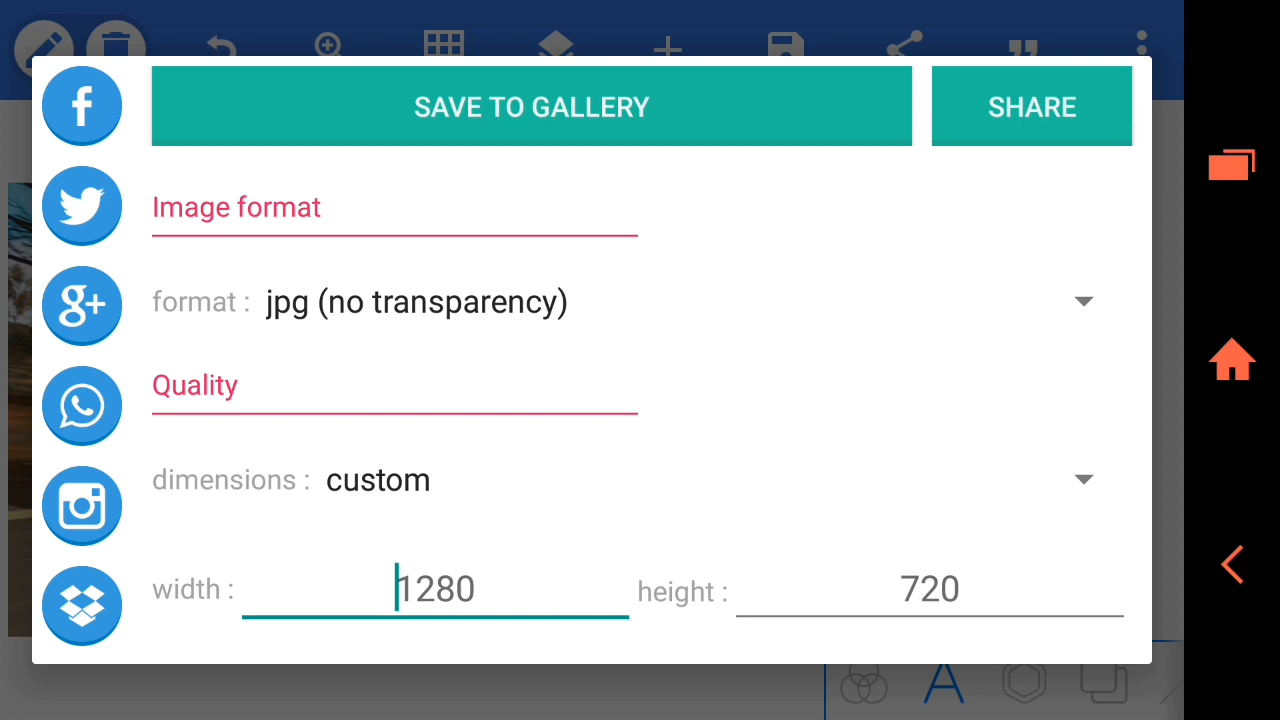 SAVE TO GALLERY
SHARE
Image format
format : jpg (no transparency)
Quality
dimensions : custom
width : 1280 height : 720